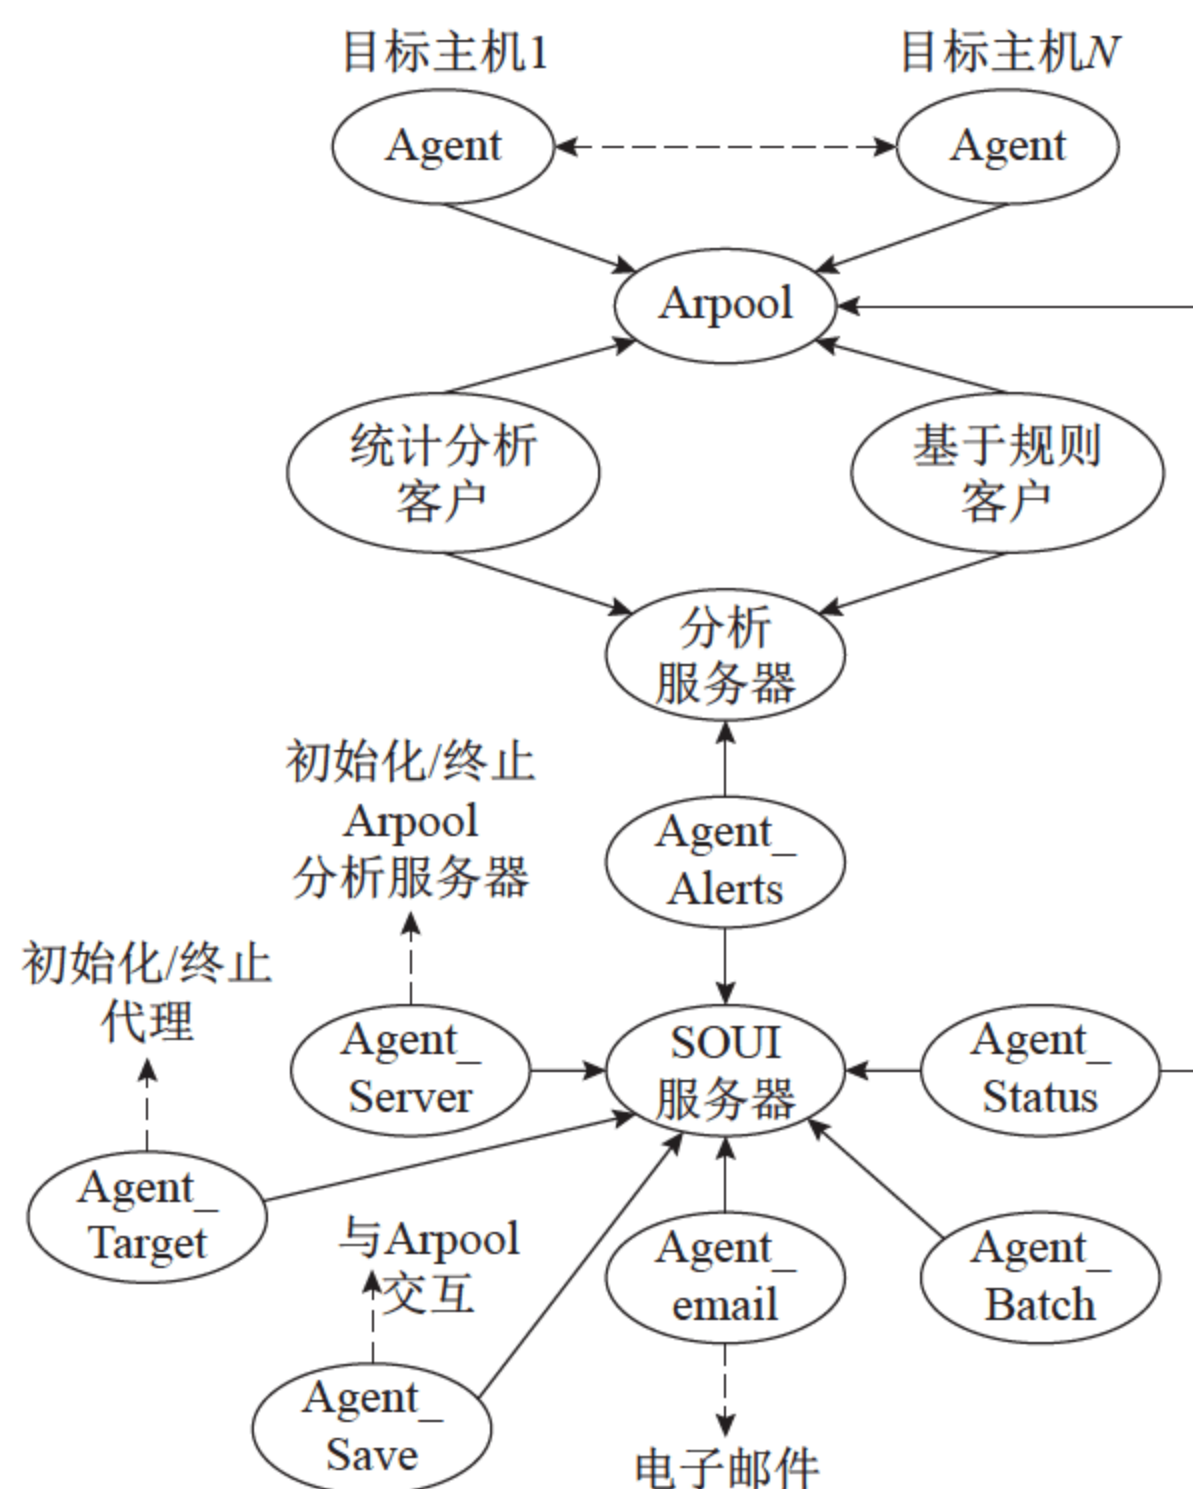 目标主机1
目标主机N
Agent
Agent
Arpool
统计分析
客户
基于规则
客户
分析
服务器
初始化/终止
Arpool
分析服务器
Agent_
Alerts
初始化/终止
代理
Agent_
Server
SOUI
服务器
Agent_
Status
Agent_
Target
与Arpool
交互
Agent_
email
Agent_
Batch
Agent_
Save
电子邮件